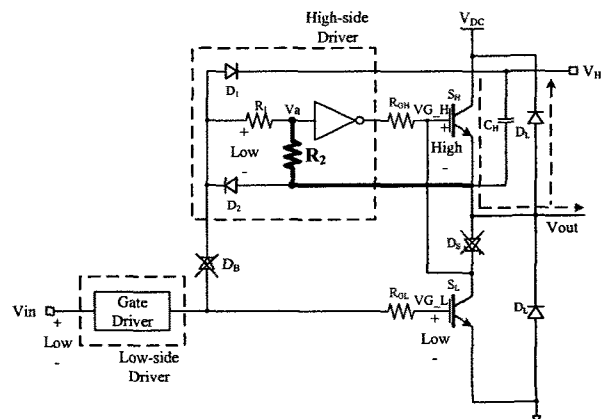 High-side
Driver
V_DC
V_H
D_1
R_1
Va
Low
+
-
R_2
D_2
R_GH
VG_H
S_H
+
High
-
C_H
D_L
Vout
D_S
D_B
Vin
+
Low
-
Gate
Driver
Low-side
Driver
R_GL
VG_L
S_L
+
Low
-
D_L